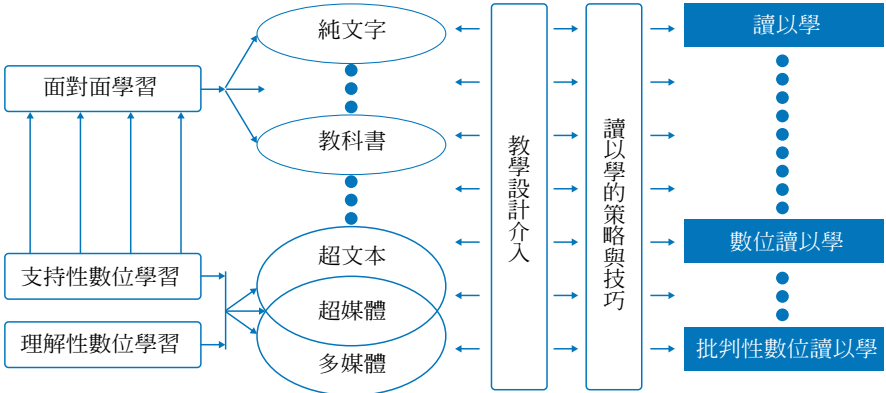 純文字
讀以學
面對面學習
教科書
教學設計介入
讀以學的策略與技巧
支持性數位學習
超文本
數位讀以學
超媒體
理解性數位學習
多媒體
批判性數位讀以學